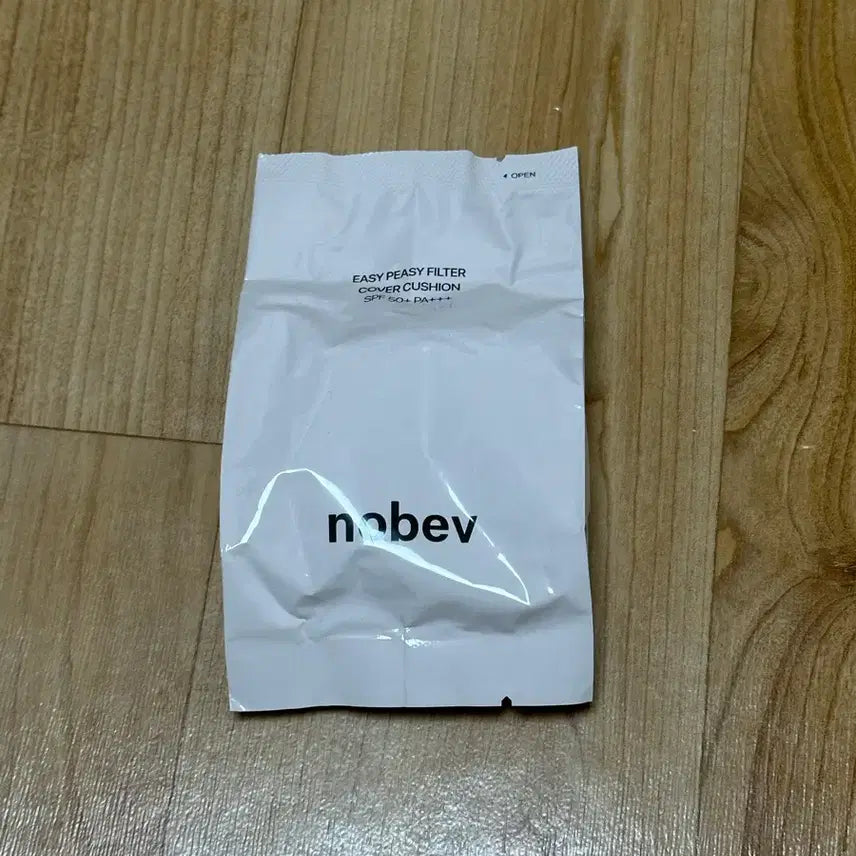 ◂ OPEN
EASY PEASY FILTER
COVER CUSHION
SPF 50+ PA+++
nobev